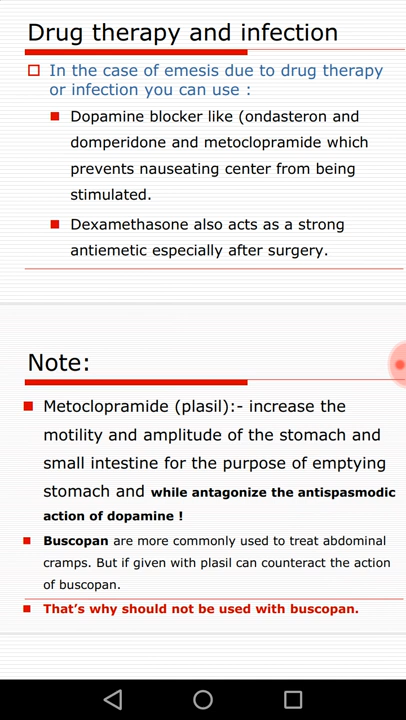 Drug therapy and infection
In the case of emesis due to drug therapy
or infection you can use :
Dopamine blocker like (ondasteron and
domperidone and metoclopramide which
prevents nauseating center from being
stimulated.
Dexamethasone also acts as a strong
antiemetic especially after surgery.
Note:
Metoclopramide (plasil):- increase the
motility and amplitude of the stomach and
small intestine for the purpose of emptying
stomach and while antagonize the antispasmodic
action of dopamine !
Buscopan are more commonly used to treat abdominal
cramps. But if given with plasil can counteract the action
of buscopan.
That's why should not be used with buscopan.